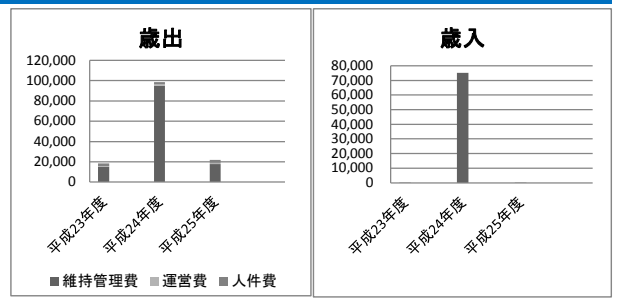 歳出
120,000
100,000
80,000
60,000
40,000
20,000
0
平成23年度
平成24年度
平成25年度
■維持管理費 ■運営費 ■人件費
歳入
80,000
70,000
60,000
50,000
40,000
30,000
20,000
10,000
0
平成23年度
平成24年度
平成25年度